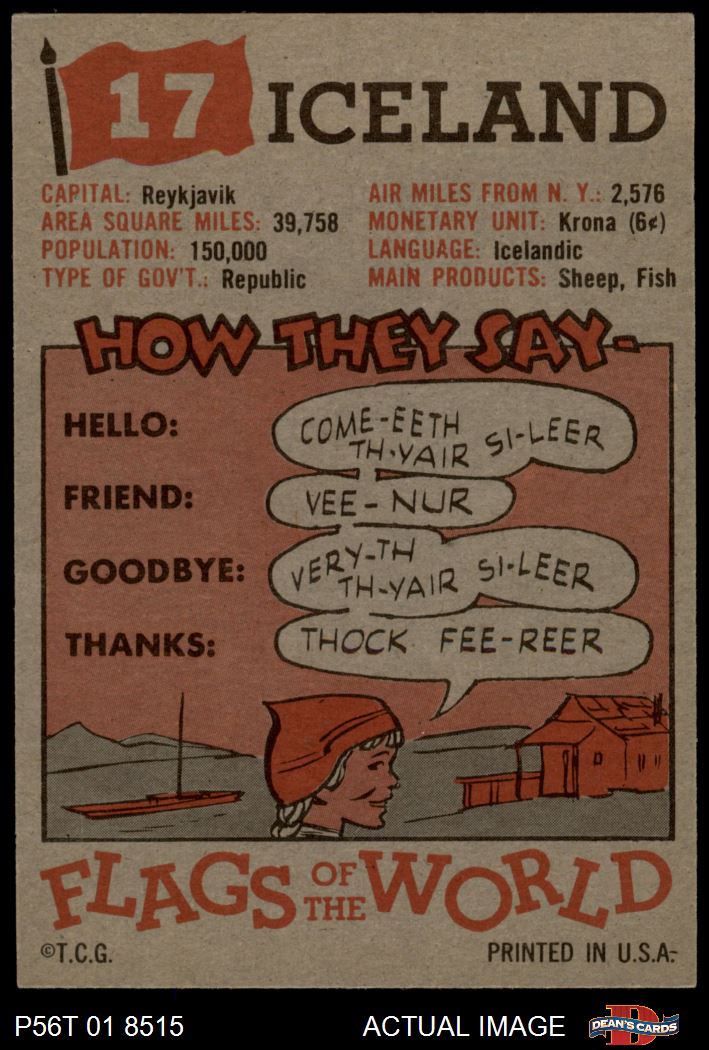 17 ICELAND
CAPITAL: Reykjavik
AREA SQUARE MILES: 39,758
POPULATION: 150,000
TYPE OF GOV'T.: Republic
AIR MILES FROM N. Y.: 2,576
MONETARY UNIT: Krona (6¢)
LANGUAGE: Icelandic
MAIN PRODUCTS: Sheep, Fish
HOW THEY SAY-
HELLO:
COME-EETH
TH-YAIR SI-LEER
FRIEND:
VEE-NUR
GOODBYE:
VERY-TH
TH-YAIR SI-LEER
THANKS:
THOCK FEE-REER
FLAGS OF THE WORLD
©T.C.G.
PRINTED IN U.S.A.
P56T 01 8515
ACTUAL IMAGE
D
DEAN'S CARDS